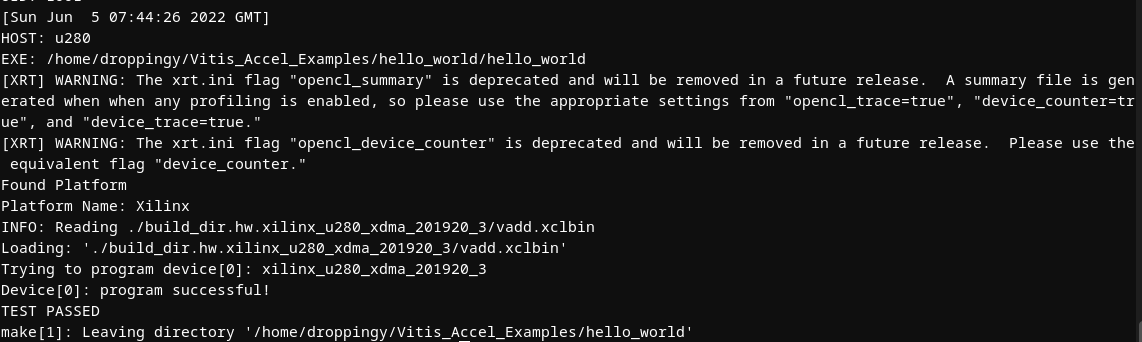 [Sun Jun  5 07:44:26 2022 GMT]
HOST: u280
EXE: /home/droppingy/Vitis_Accel_Examples/hello_world/hello_world
[XRT] WARNING: The xrt.ini flag "opencl_summary" is deprecated and will be removed in a future release.  A summary file is gen
erated when when any profiling is enabled, so please use the appropriate settings from "opencl_trace=true", "device_counter=tr
ue", and "device_trace=true."
[XRT] WARNING: The xrt.ini flag "opencl_device_counter" is deprecated and will be removed in a future release.  Please use the
 equivalent flag "device_counter."
Found Platform
Platform Name: Xilinx
INFO: Reading ./build_dir.hw.xilinx_u280_xdma_201920_3/vadd.xclbin
Loading: './build_dir.hw.xilinx_u280_xdma_201920_3/vadd.xclbin'
Trying to program device[0]: xilinx_u280_xdma_201920_3
Device[0]: program successful!
TEST PASSED
make[1]: Leaving directory '/home/droppingy/Vitis_Accel_Examples/hello_world'